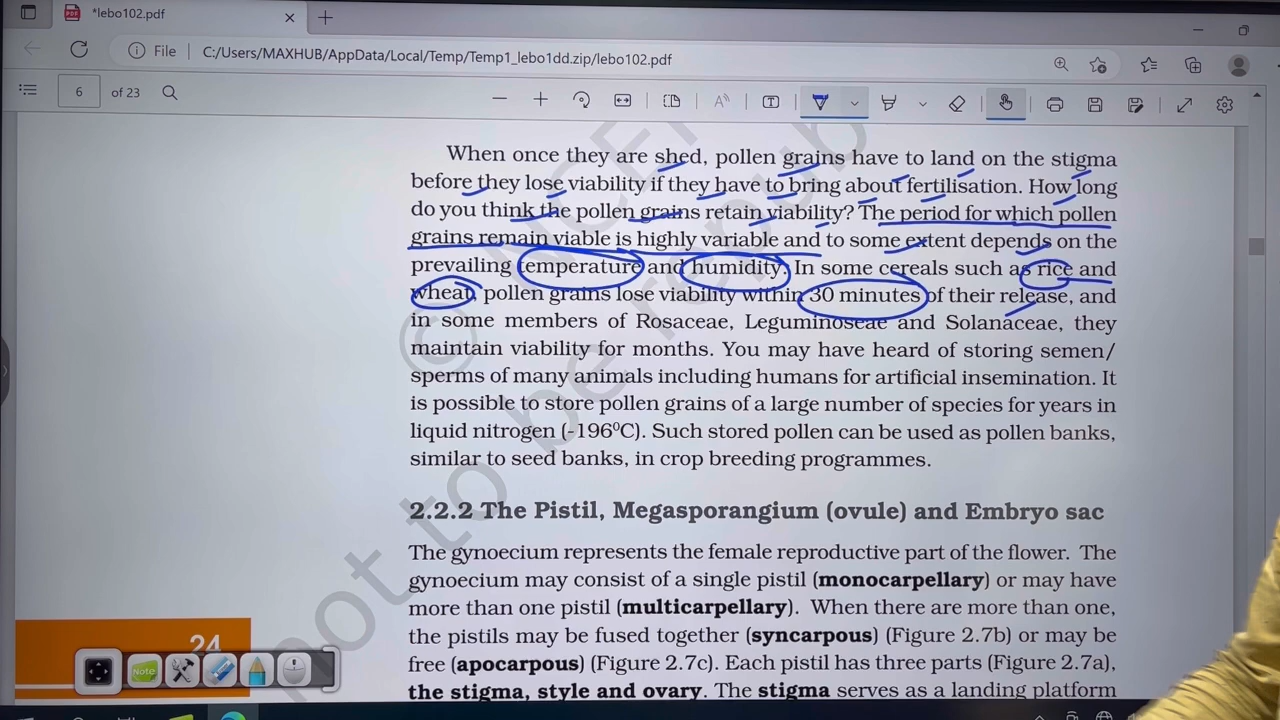 *lebo102.pdf
File C:/Users/MAXHUB/AppData/Local/Temp/Temp1_lebo1dd.zip/lebo102.pdf
6 of 23
When once they are shed, pollen grains have to land on the stigma
before they lose viability if they have to bring about fertilisation. How long
do you think the pollen grains retain viability? The period for which pollen
grains remain viable is highly variable and to some extent depends on the
prevailing temperature and humidity. In some cereals such as rice and
wheat, pollen grains lose viability within 30 minutes of their release, and
in some members of Rosaceae, Leguminoseae and Solanaceae, they
maintain viability for months. You may have heard of storing semen/
sperms of many animals including humans for artificial insemination. It
is possible to store pollen grains of a large number of species for years in
liquid nitrogen (-196⁰C). Such stored pollen can be used as pollen banks,
similar to seed banks, in crop breeding programmes.
2.2.2 The Pistil, Megasporangium (ovule) and Embryo sac
The gynoecium represents the female reproductive part of the flower. The
gynoecium may consist of a single pistil (monocarpellary) or may have
more than one pistil (multicarpellary). When there are more than one,
the pistils may be fused together (syncarpous) (Figure 2.7b) or may be
free (apocarpous) (Figure 2.7c). Each pistil has three parts (Figure 2.7a),
the stigma, style and ovary. The stigma serves as a landing platform
24
Note
not to be repub